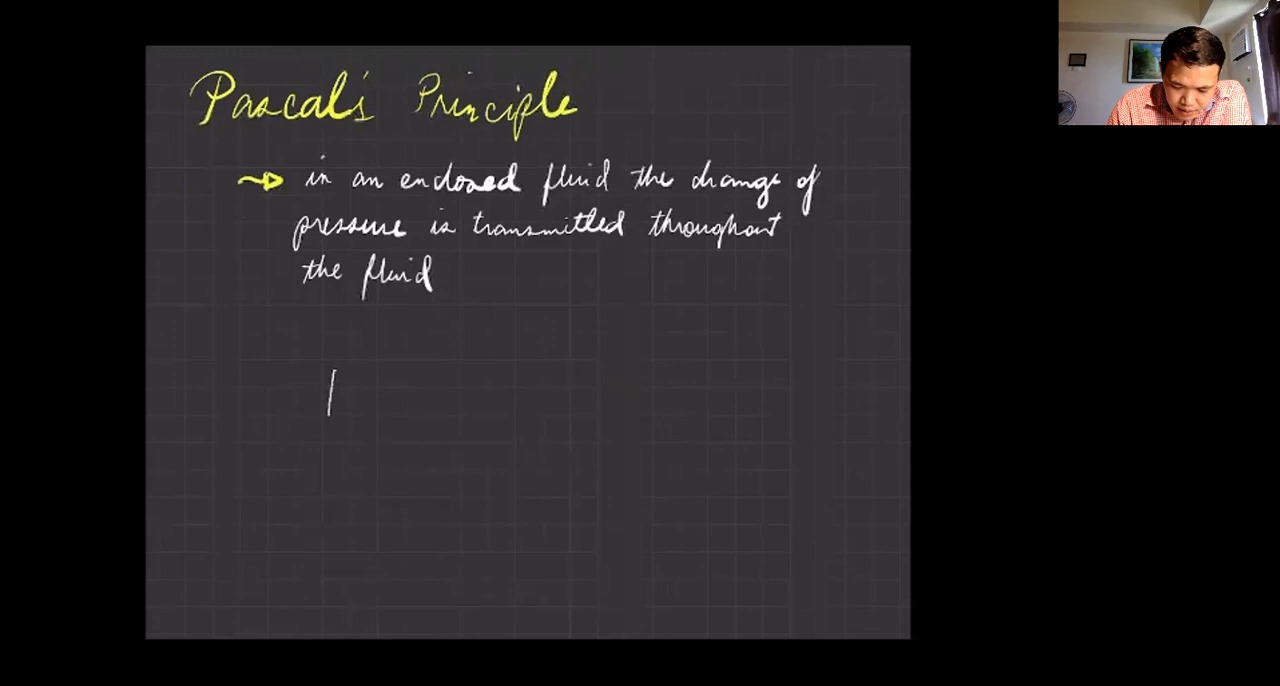 Pascal's Principle
in an enclosed fluid the change of
pressure is transmitted throughout
the fluid